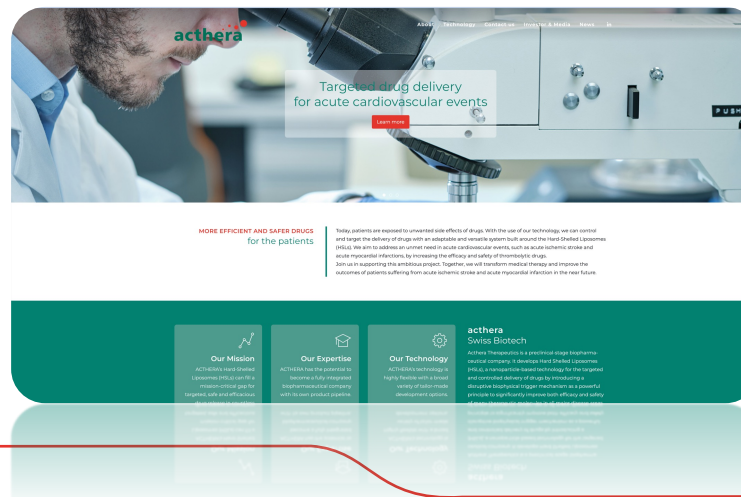 acthera
About Technology Contact us Investor & Media News in
PUSH
Targeted drug delivery
for acute cardiovascular events
Learn more
MORE EFFICIENT AND SAFER DRUGS
for the patients
Today, patients are exposed to unwanted side effects of drugs. With the use of our technology, we can control
and target the delivery of drugs with an adaptable and versatile system built around the Hard-Shelled Liposomes
(HSLs). We aim to address an unmet need in acute cardiovascular events, such as acute ischemic stroke and
acute myocardial infarctions, by increasing the efficacy and safety of thrombolytic drugs.
Join us in supporting this ambitious project. Together, we will transform medical therapy and improve the
outcomes of patients suffering from acute ischemic stroke and acute myocardial infarction in the near future.
Our Mission
ACTHERA's Hard Shelled
Liposomes (HSLs) can fill a
mission-critical gap for
targeted, safe and efficacious
Our Expertise
ACTHERA has the potential to
become a fully integrated
biopharmaceutical company
with its own product pipeline.
Our Technology
ACTHERA's technology is
highly flexible with a broad
variety of tailor-made
development options.
acthera
Swiss Biotech
Acthera Therapeutics is a preclinical-stage biopharma-
ceutical company. It develops Hard Shelled Liposomes
(HSLs), a nanoparticle-based technology for the targeted
and controlled delivery of drugs by introducing a
disruptive biophysical trigger mechanism as a powerful
principle to significantly improve both efficacy and safety